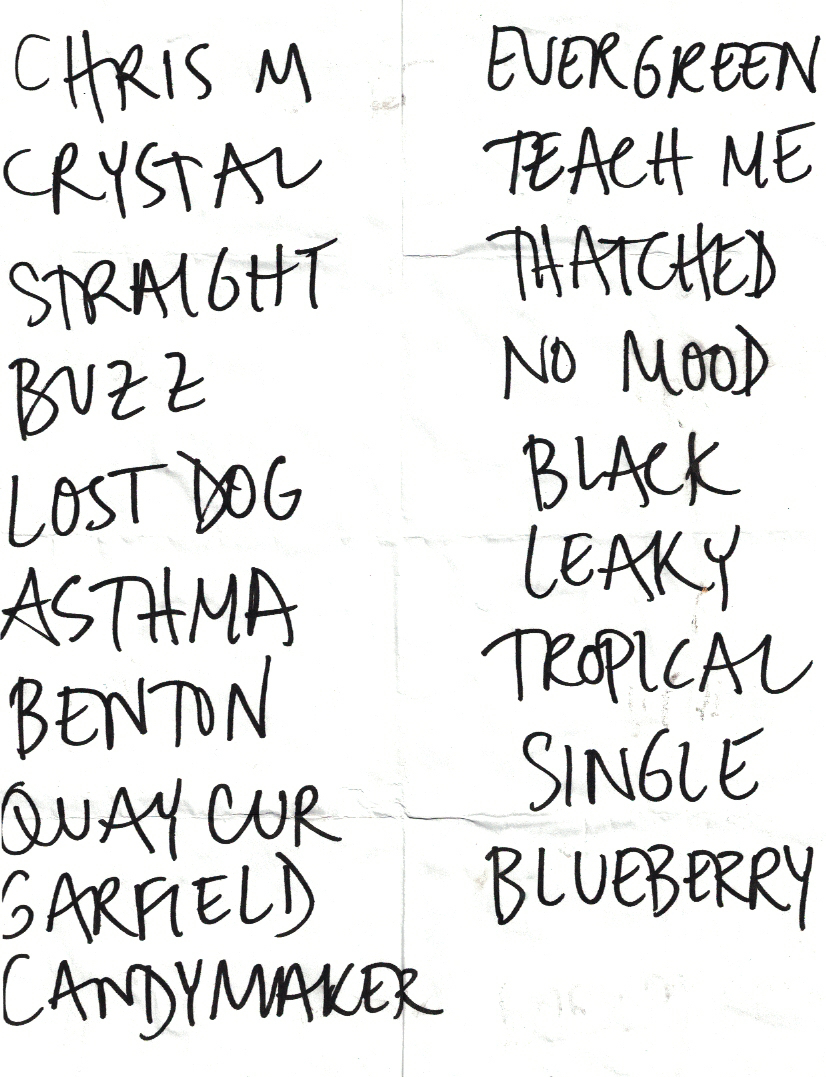 CHRIS M
CRYSTAL
STRAIGHT
BUZZ
LOST DOG
ASTHMA
BENTON
QUAY CUR
GARFIELD
CANDYMAKER
EVERGREEN
TEACH ME
THATCHED
NO MOOD
BLACK
LEAKY
TROPICAL
SINGLE
BLUEBERRY